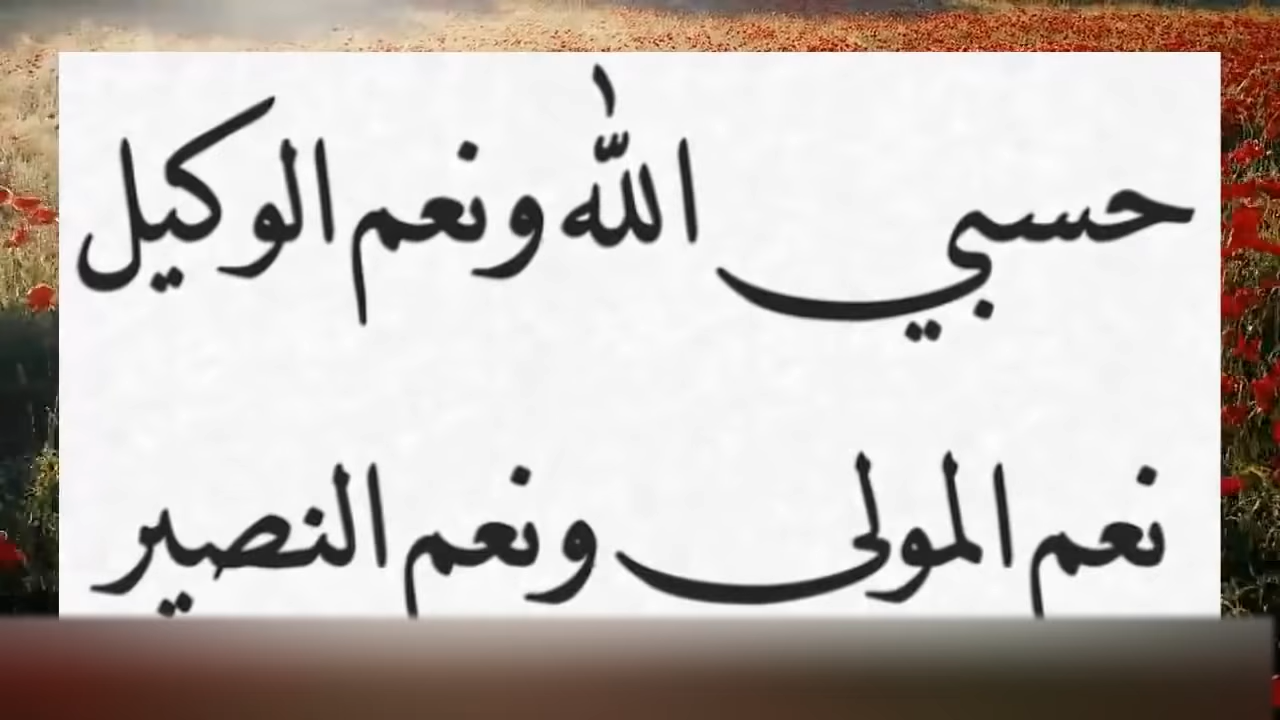 حسبي الله ونعم الوكيل
نعم المولى ونعم النصير